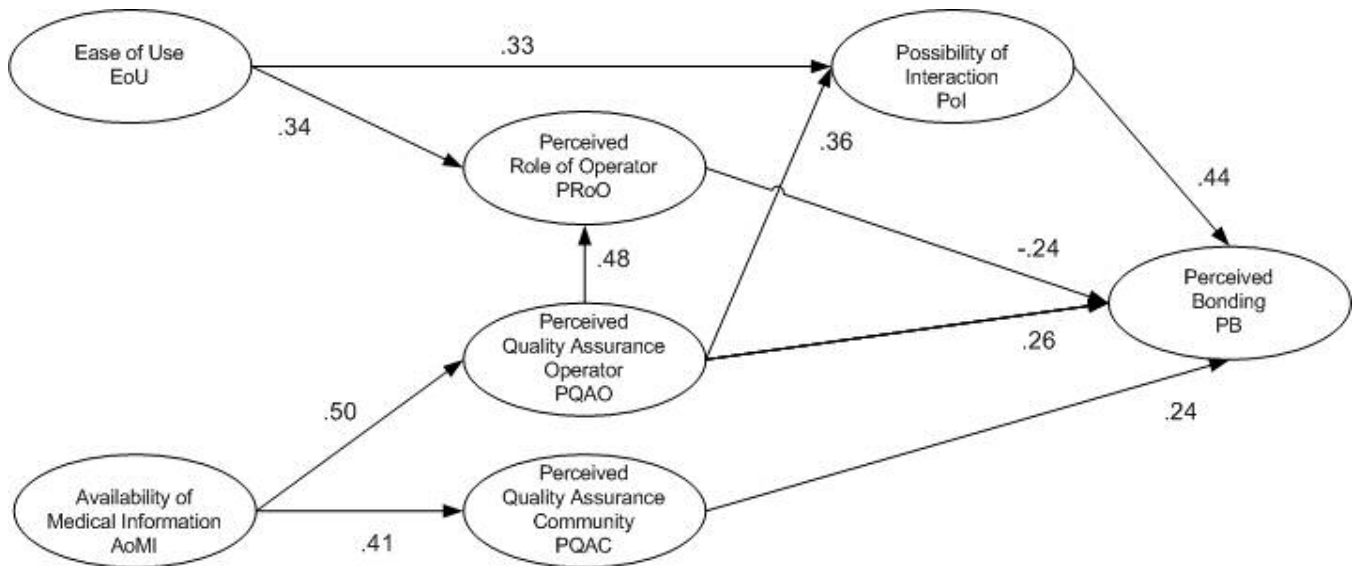 Ease of Use
EoU
.33
Possibility of
Interaction
PoI
.34
Perceived
Role of Operator
PRoO
.36
.44
.48
-.24
Perceived
Bonding
PB
Perceived
Quality Assurance
Operator
PQAO
.26
.50
.24
Availability of
Medical Information
AoMI
.41
Perceived
Quality Assurance
Community
PQAC